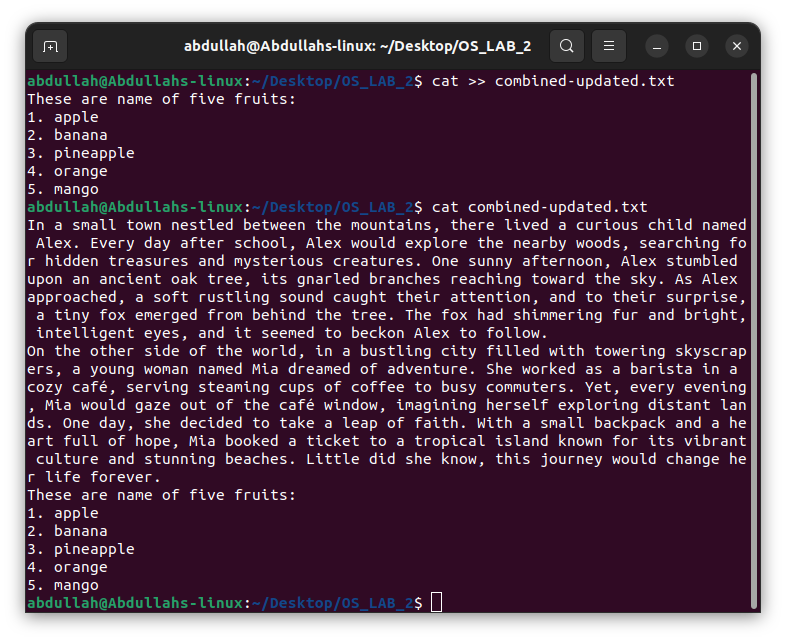 abdullah@Abdullahs-linux: ~/Desktop/OS_LAB_2
abdullah@Abdullahs-linux:~/Desktop/OS_LAB_2$ cat >> combined-updated.txt
These are name of five fruits:
1. apple
2. banana
3. pineapple
4. orange
5. mango
abdullah@Abdullahs-linux:~/Desktop/OS_LAB_2$ cat combined-updated.txt
In a small town nestled between the mountains, there lived a curious child named
 Alex. Every day after school, Alex would explore the nearby woods, searching fo
r hidden treasures and mysterious creatures. One sunny afternoon, Alex stumbled
upon an ancient oak tree, its gnarled branches reaching toward the sky. As Alex
approached, a soft rustling sound caught their attention, and to their surprise,
 a tiny fox emerged from behind the tree. The fox had shimmering fur and bright,
 intelligent eyes, and it seemed to beckon Alex to follow.
On the other side of the world, in a bustling city filled with towering skyscrap
ers, a young woman named Mia dreamed of adventure. She worked as a barista in a
cozy café, serving steaming cups of coffee to busy commuters. Yet, every evening
, Mia would gaze out of the café window, imagining herself exploring distant lan
ds. One day, she decided to take a leap of faith. With a small backpack and a he
art full of hope, Mia booked a ticket to a tropical island known for its vibrant
 culture and stunning beaches. Little did she know, this journey would change he
r life forever.
These are name of five fruits:
1. apple
2. banana
3. pineapple
4. orange
5. mango
abdullah@Abdullahs-linux:~/Desktop/OS_LAB_2$